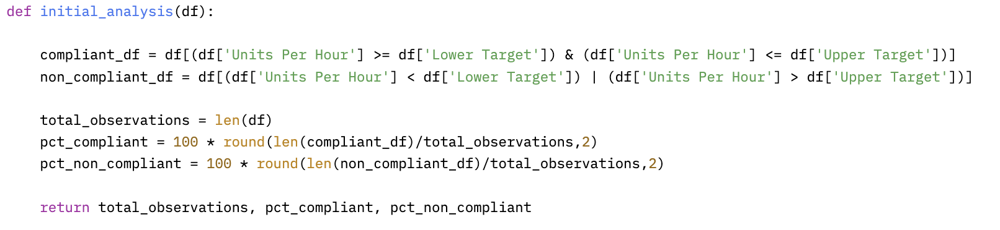 def initial_analysis(df):
    compliant_df = df[(df['Units Per Hour'] >= df['Lower Target']) & (df['Units Per Hour'] <= df['Upper Target'])]
    non_compliant_df = df[(df['Units Per Hour'] < df['Lower Target']) | (df['Units Per Hour'] > df['Upper Target'])]
    total_observations = len(df)
    pct_compliant = 100 * round(len(compliant_df)/total_observations,2)
    pct_non_compliant = 100 * round(len(non_compliant_df)/total_observations,2)
    return total_observations, pct_compliant, pct_non_compliant